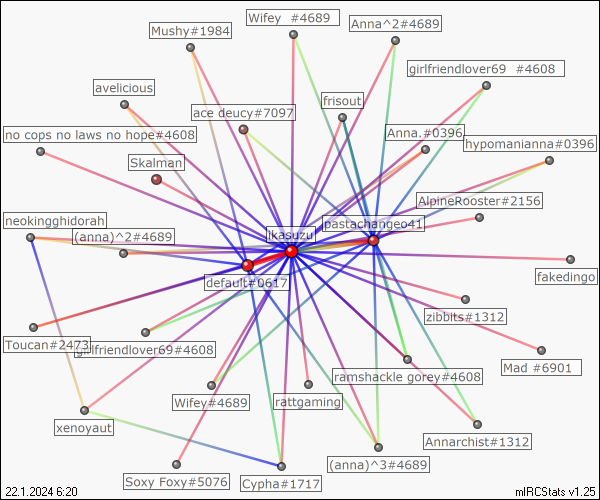 Wifey #4689
Mushy#1984
Anna^2#4689
girlfriendlover69 #4608
avelicious
frisout
ace deucy#7097
no cops no laws no hope#4608
Anna.#0396
hypomanianna#0396
Skalman
AlpineRooster#2156
neokingghidorah
pastachangeo41
(anna)^2#4689
ikasuzu
default#0617
fakedingo
zibbits#1312
Toucan#2473
girlfriendlover69#4608
Mad #6901
ramshackle gorey#4608
Wifey#4689
rattgaming
xenoyaut
Annarchist#1312
(anna)^3#4689
Soxy Foxy#5076
Cypha#1717
22.1.2024 6:20
mIRCStats v1.25